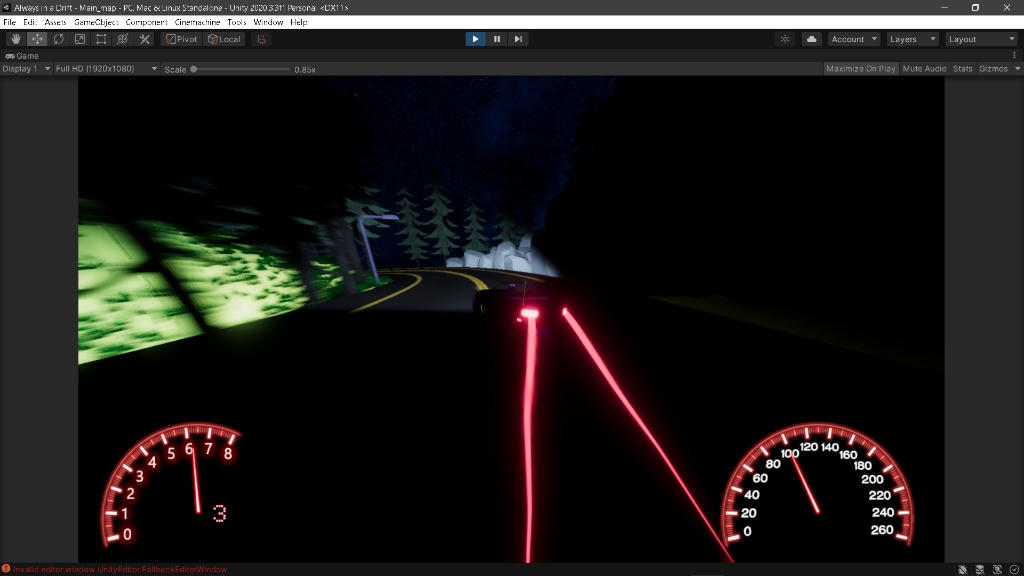 Always in a Drift - Main_map - PC, Mac & Linux Standalone - Unity 2020.3.3f1 Personal <DX11>
File Edit Assets GameObject Component Cinemachine Tools Window Help
Pivot Local Account Layers Layout
Game
Display 1 Full HD (1920x1080) Scale 0.85x Maximize On Play Mute Audio Stats Gizmos
0 1 2 3 4 5 6 7 8
3
0 20 40 60 80 100 120 140 160 180 200 220 240 260
Invalid editor window UnityEditor.FallbackEditorWindow